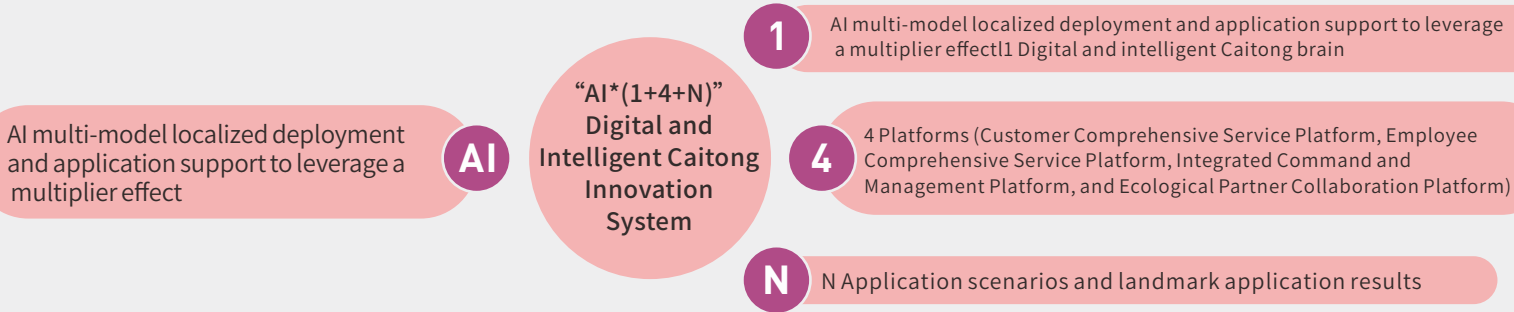 AI multi-model localized deployment
and application support to leverage a
multiplier effect
AI
“AI*(1+4+N)”
Digital and
Intelligent Caitong
Innovation
System
1
AI multi-model localized deployment and application support to leverage
a multiplier effectl1 Digital and intelligent Caitong brain
4
4 Platforms (Customer Comprehensive Service Platform, Employee
Comprehensive Service Platform, Integrated Command and
Management Platform, and Ecological Partner Collaboration Platform)
N
N Application scenarios and landmark application results